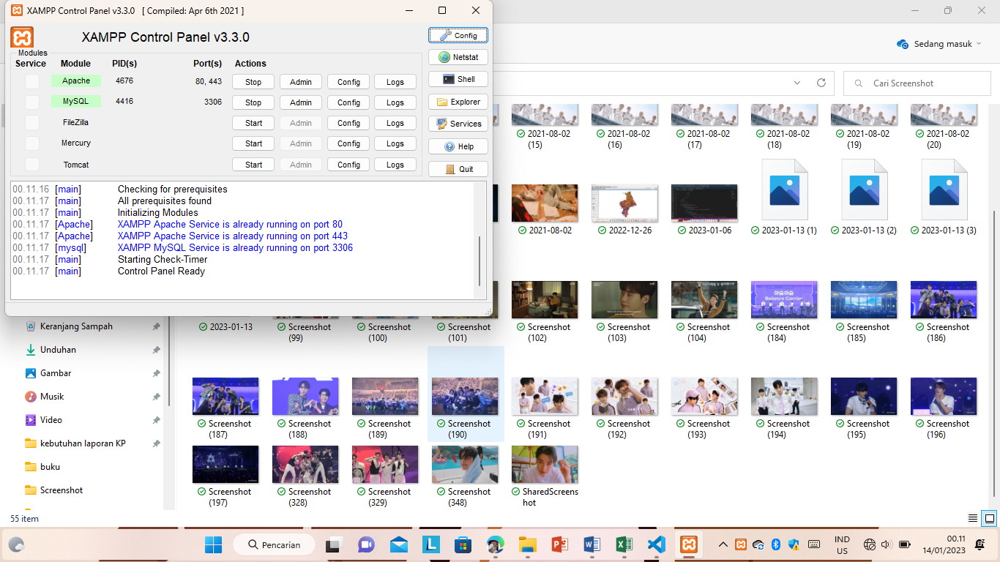 XAMPP Control Panel v3.3.0 [ Compiled: Apr 6th 2021 ]
XAMPP Control Panel v3.3.0
Config
Modules
Service Module PID(s) Port(s) Actions
Netstat
Apache 4676 80, 443 Stop Admin Config Logs
Shell
MySQL 4416 3306 Stop Admin Config Logs
Explorer
FileZilla Start Admin Config Logs
Services
Mercury Start Admin Config Logs
Help
Tomcat Start Admin Config Logs
Quit
00.11.16 [main] Checking for prerequisites
00.11.17 [main] All prerequisites found
00.11.17 [main] Initializing Modules
00.11.17 [Apache] XAMPP Apache Service is already running on port 80
00.11.17 [Apache] XAMPP Apache Service is already running on port 443
00.11.17 [mysql] XAMPP MySQL Service is already running on port 3306
00.11.17 [main] Starting Check-Timer
00.11.17 [main] Control Panel Ready
Sedang masuk
Cari Screenshot
2021-08-02 (15)
2021-08-02 (16)
2021-08-02 (17)
2021-08-02 (18)
2021-08-02 (19)
2021-08-02 (20)
2021-08-02
2022-12-26
2023-01-06
2023-01-13 (1)
2023-01-13 (2)
2023-01-13 (3)
2023-01-13
Screenshot (99)
Screenshot (100)
Screenshot (101)
Screenshot (102)
Screenshot (103)
Screenshot (104)
Screenshot (184)
Screenshot (185)
Screenshot (186)
Screenshot (187)
Screenshot (188)
Screenshot (189)
Screenshot (190)
Screenshot (191)
Screenshot (192)
Screenshot (193)
Screenshot (194)
Screenshot (195)
Screenshot (196)
Screenshot (197)
Screenshot (328)
Screenshot (329)
Screenshot (348)
SharedScreenshot
Keranjang Sampah
Unduhan
Gambar
Musik
Video
kebutuhan laporan KP
buku
Screenshot
55 item
Pencarian
IND
US
00.11
14/01/2023